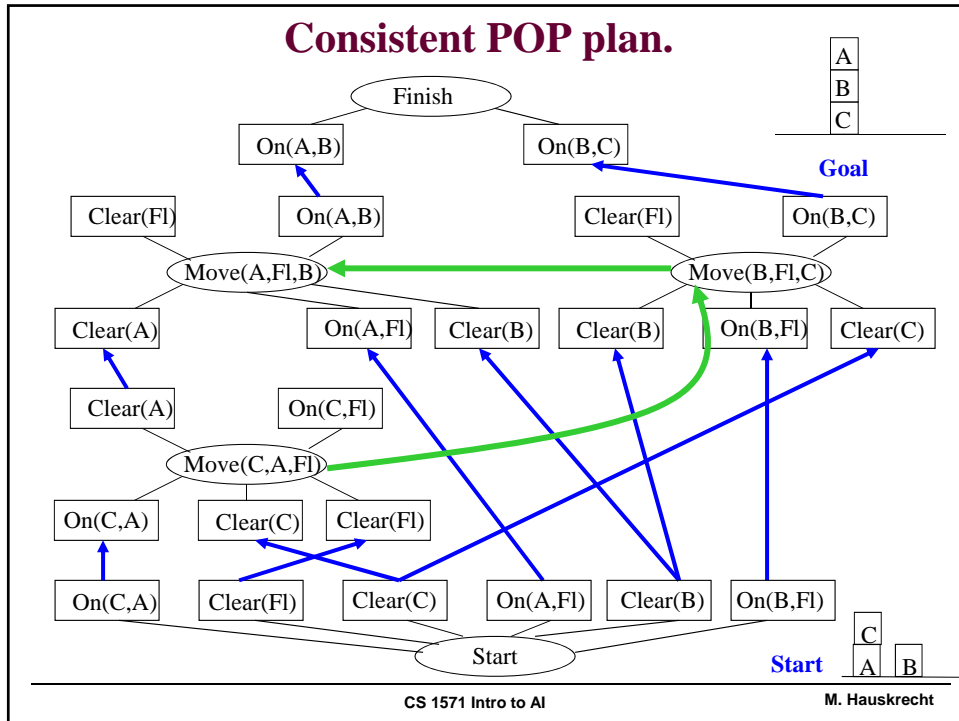 Consistent POP plan.
A
B
C
Finish
On(A,B)
On(B,C)
Goal
Clear(Fl)
On(A,B)
Clear(Fl)
On(B,C)
Move(A,Fl,B)
Move(B,Fl,C)
Clear(A)
On(A,Fl)
Clear(B)
Clear(B)
On(B,Fl)
Clear(C)
Clear(A)
On(C,Fl)
Move(C,A,Fl)
On(C,A)
Clear(C)
Clear(Fl)
On(C,A)
Clear(Fl)
Clear(C)
On(A,Fl)
Clear(B)
On(B,Fl)
Start
Start
C
A B
CS 1571 Intro to AI
M. Hauskrecht